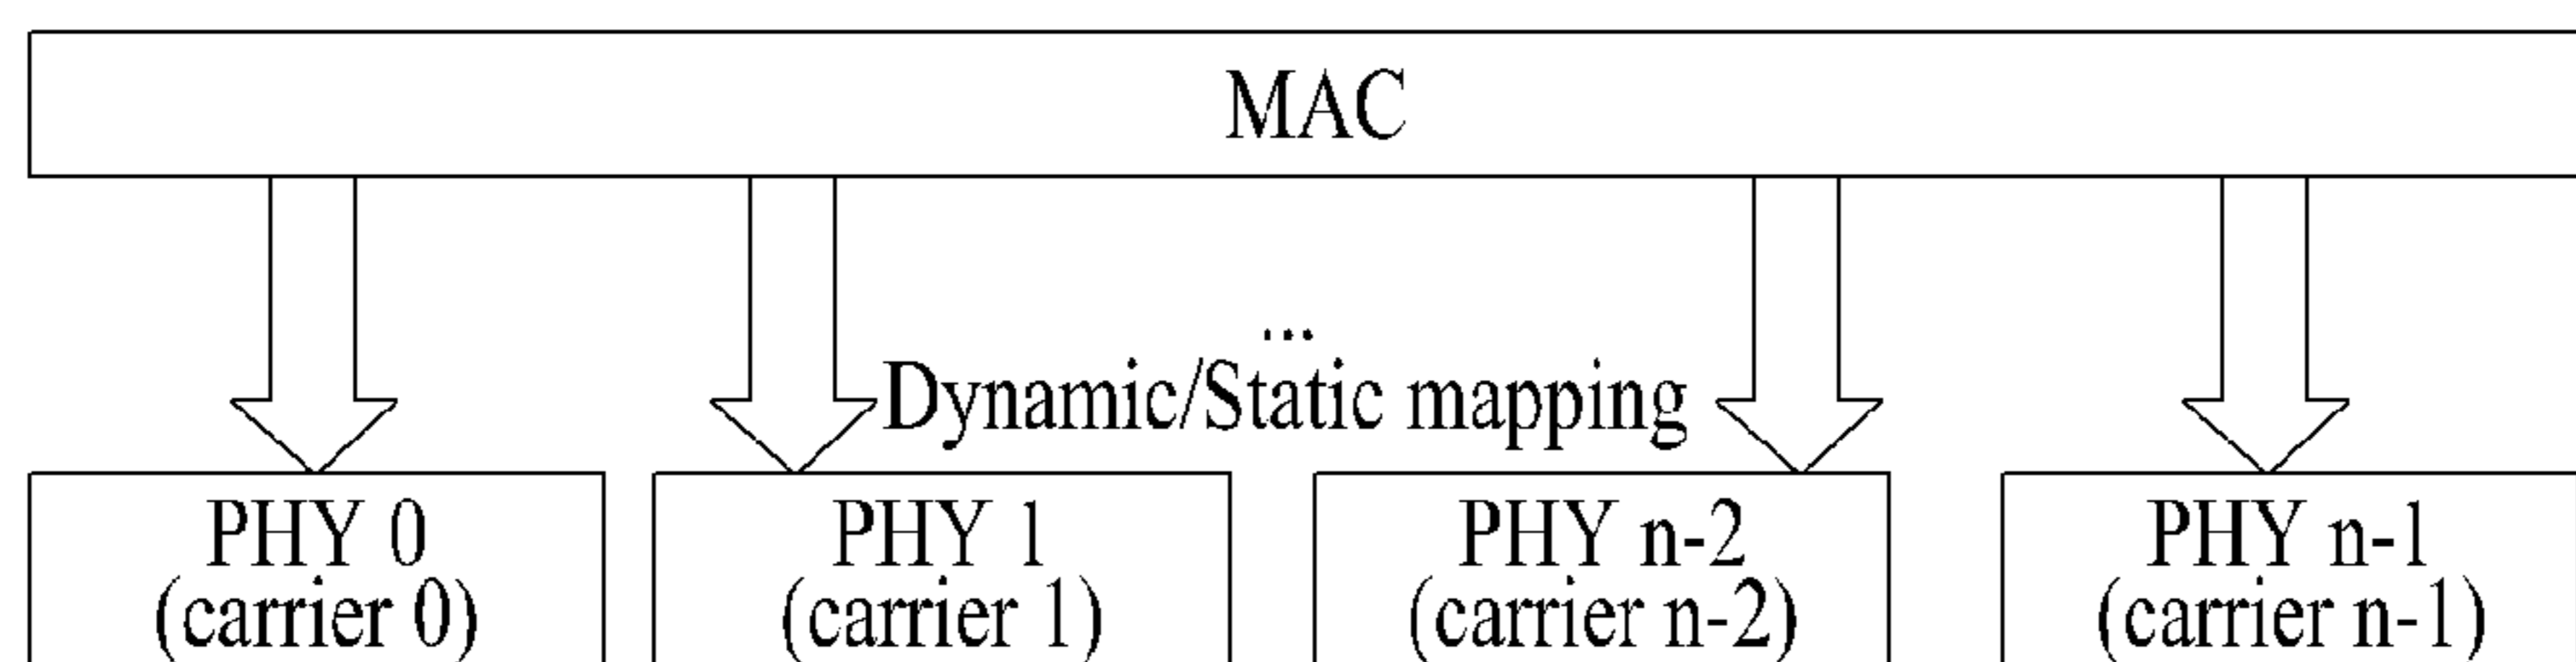 MAC
...
Dynamic/Static mapping
PHY 0
(carrier 0)
PHY 1
(carrier 1)
PHY n-2
(carrier n-2)
PHY n-1
(carrier n-1)